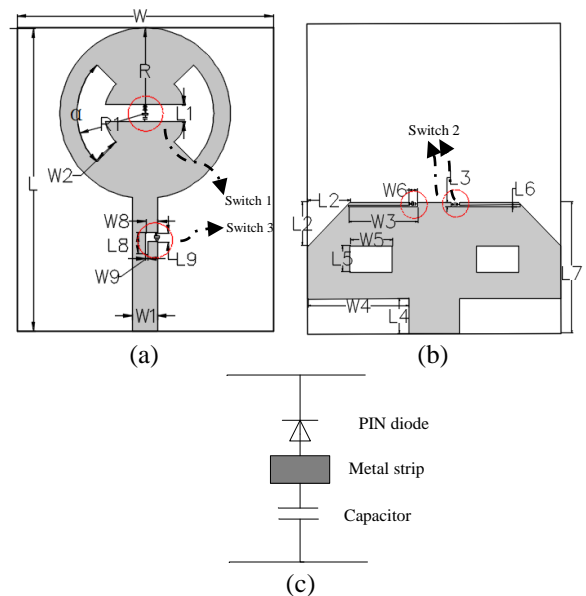 W
R
α
R1
L1
L
W2
Switch 1
W8
Switch 3
L8
L9
W9
W1
(a)
Switch 2
W6
L3
L2
L6
L2
W3
W5
L5
L7
W4
L4
(b)
PIN diode
Metal strip
Capacitor
(c)